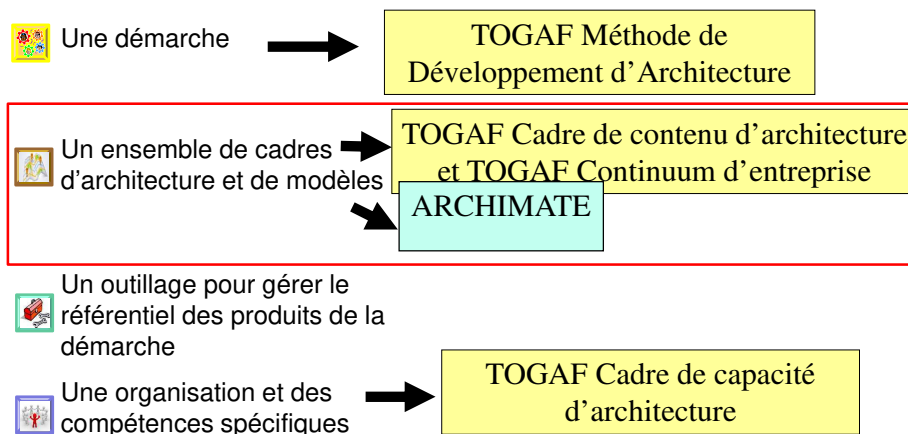 Une démarche
TOGAF Méthode de
Développement d'Architecture
Un ensemble de cadres
d'architecture et de modèles
TOGAF Cadre de contenu d'architecture
et TOGAF Continuum d'entreprise
ARCHIMATE
Un outillage pour gérer le
référentiel des produits de la
démarche
Une organisation et des
compétences spécifiques
TOGAF Cadre de capacité
d'architecture